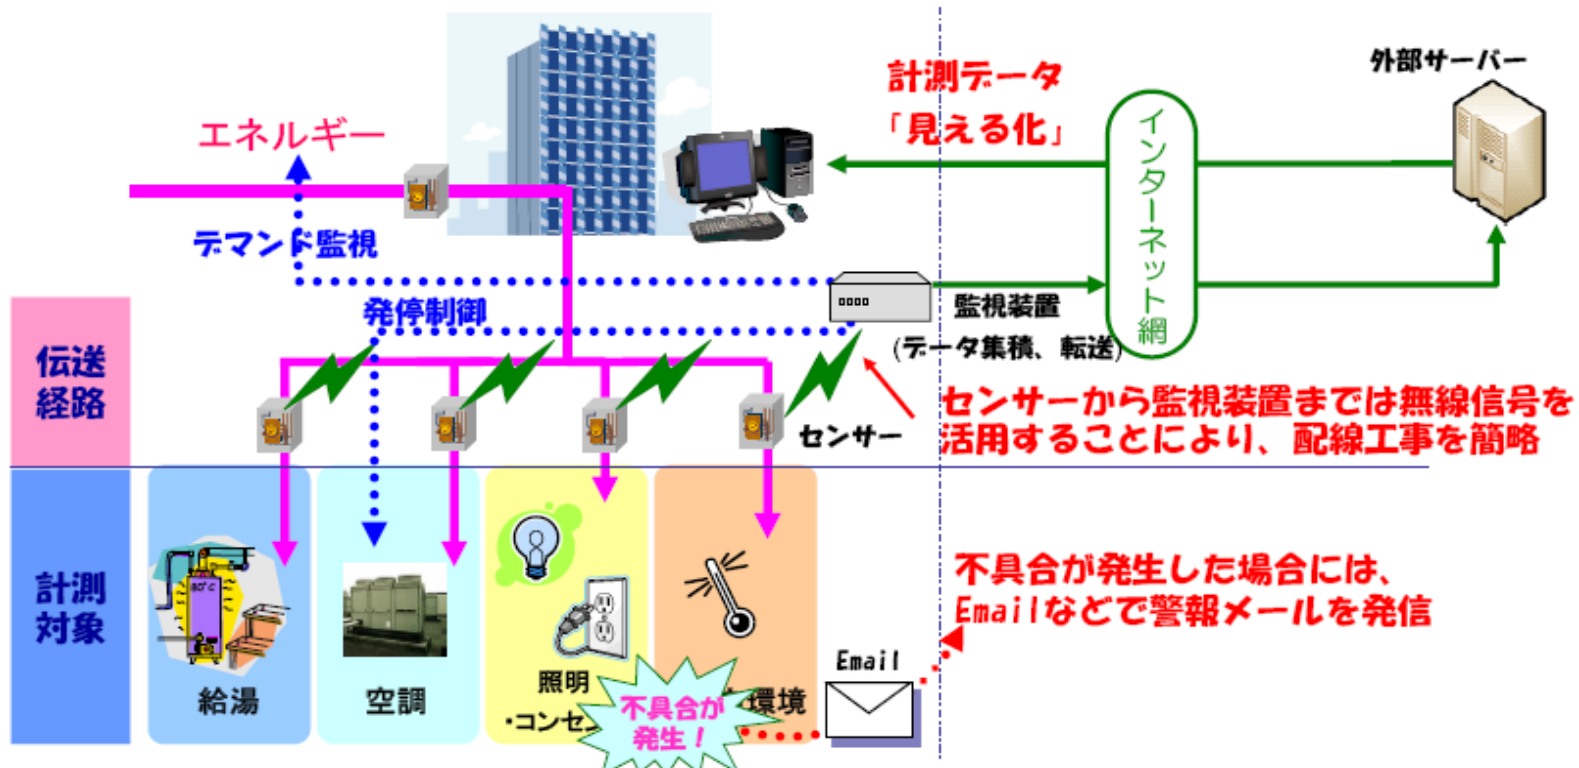 外部サーバー
計測データ
「見える化」
エネルギー
インターネット網
デマンド監視
発停制御
監視装置
(データ集積、転送)
伝送
経路
センサー
センサーから監視装置までは無線信号を
活用することにより、配線工事を簡略
計測
対象
不具合が発生した場合には、
Emailなどで警報メールを発信
Email
給湯
空調
照明
・コンセ
環境
不具合が
発生！